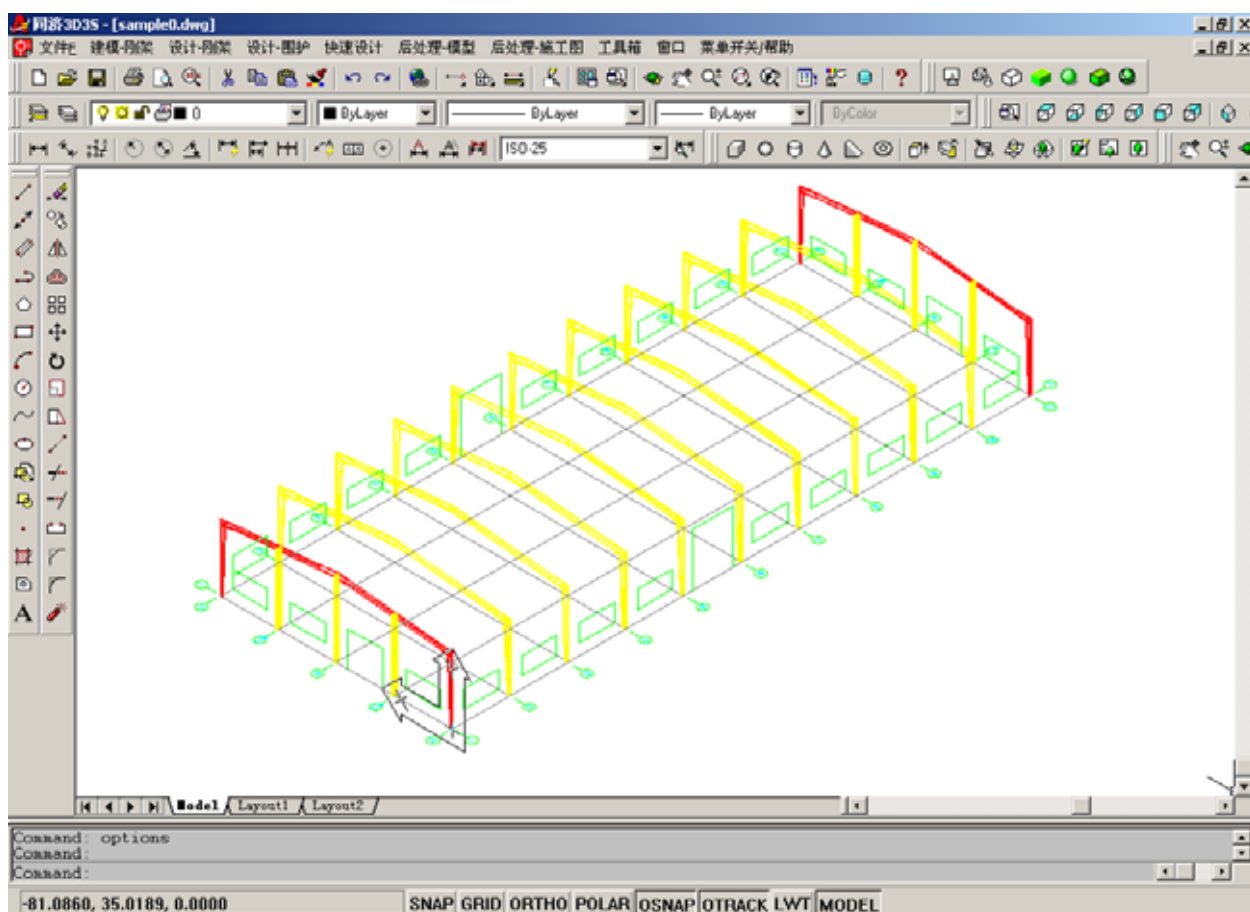 同济3D3S - [sample0.dwg]
文件E 建模-刚架 设计-刚架 设计-围护 快速设计 后处理-模型 后处理-施工图 工具箱 窗口 菜单开关/帮助
0 ByLayer ByLayer ByLayer ByColor
ISO-25
A
Model Layout1 Layout2
Command: options
Command:
Command:
-81.0860, 35.0189, 0.0000 SNAP GRID ORTHO POLAR OSNAP OTRACK LWT MODEL